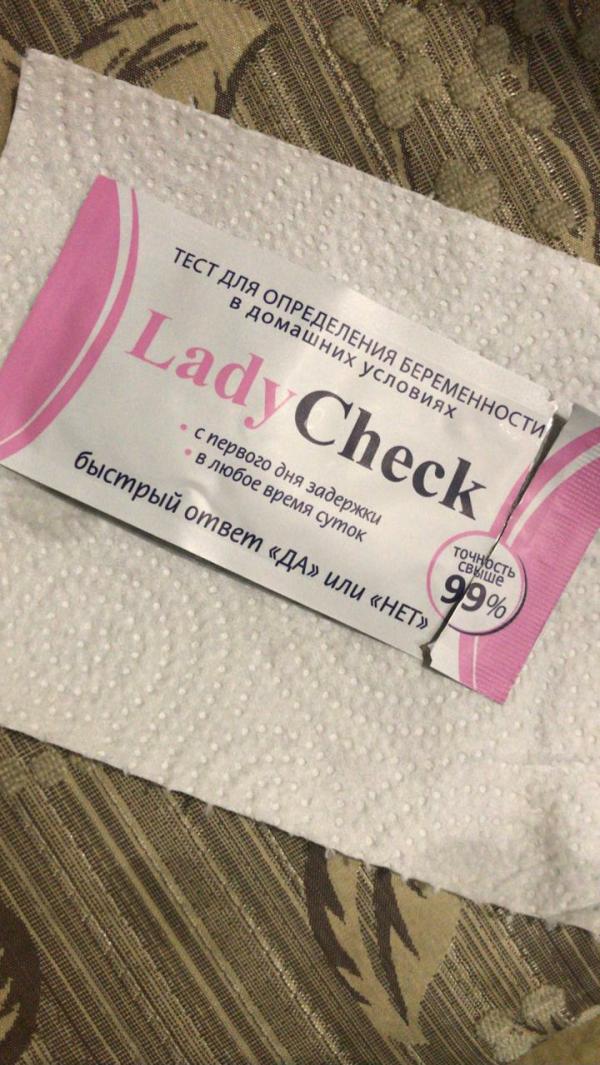 ТЕСТ ДЛЯ ОПРЕДЕЛЕНИЯ БЕРЕМЕННОСТИ
в домашних условиях
LadyCheck
• с первого дня задержки
• в любое время суток
быстрый ответ «ДА» или «НЕТ»
ТОЧНОСТЬ
СВЫШЕ
99%